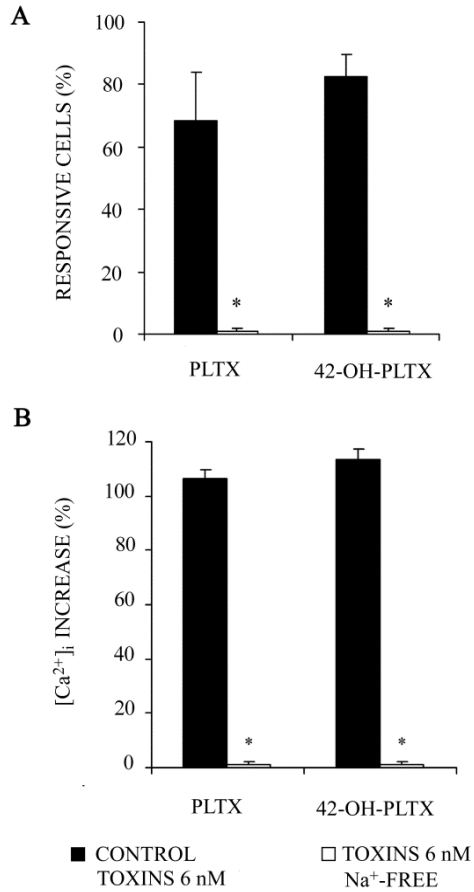 A
RESPONSIVE CELLS (%)
100
80
60
40
20
0
*
*
PLTX
42-OH-PLTX
B
[Ca²⁺]ᵢ INCREASE (%)
120
100
80
60
40
20
0
*
*
PLTX
42-OH-PLTX
CONTROL
TOXINS 6 nM
TOXINS 6 nM
Na⁺-FREE